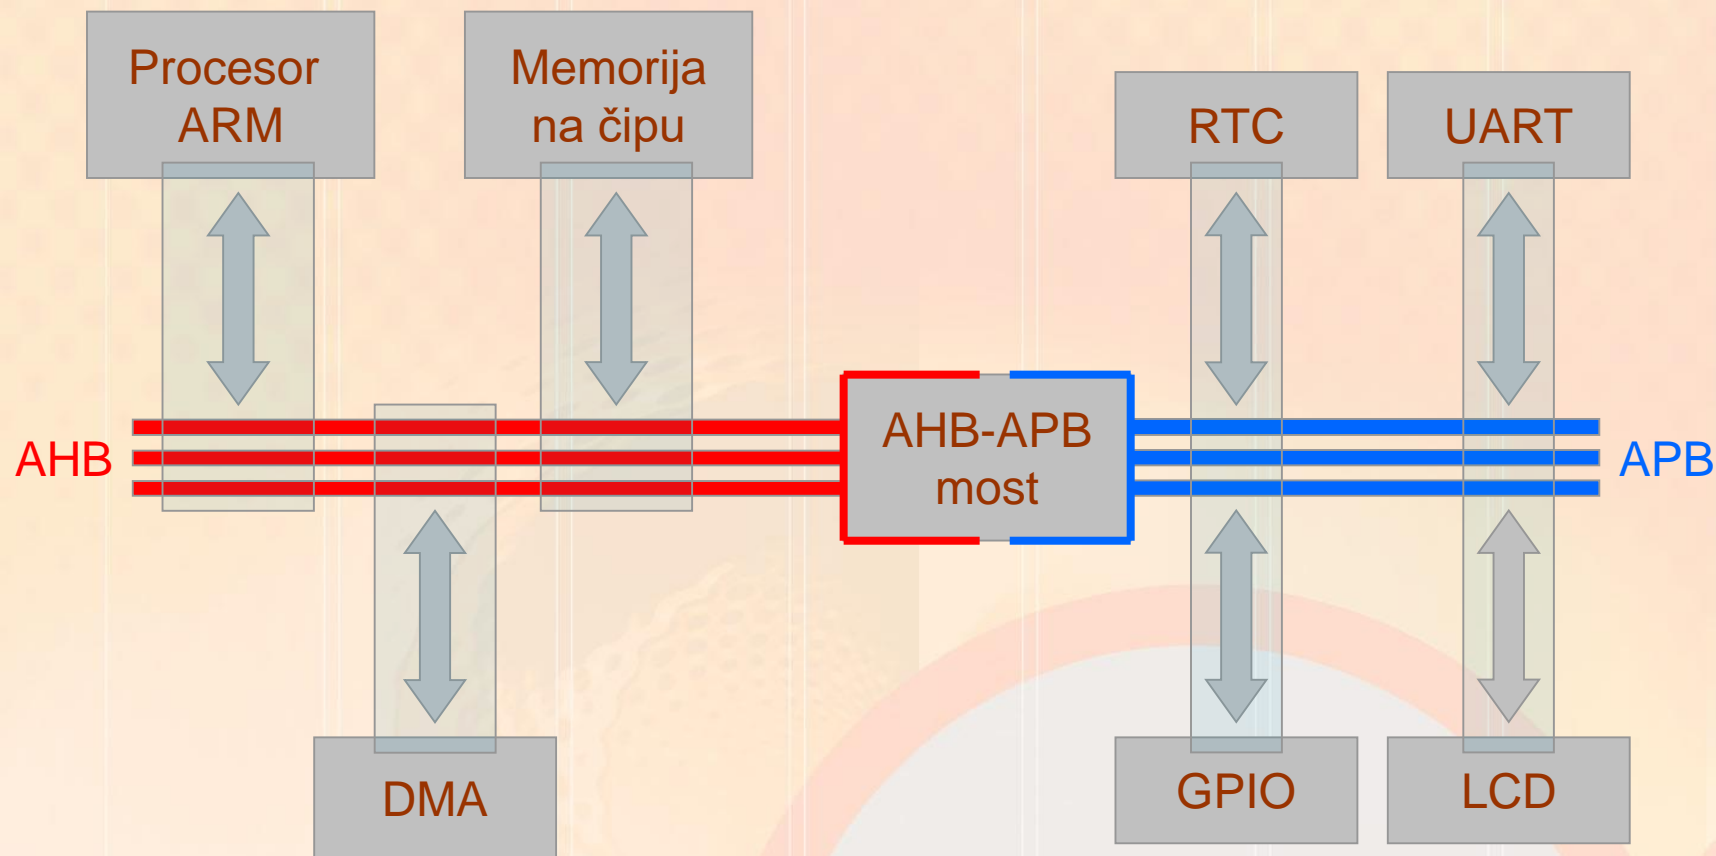 Procesor
ARM
Memorija
na čipu
RTC
UART
AHB
AHB-APB
most
APB
DMA
GPIO
LCD